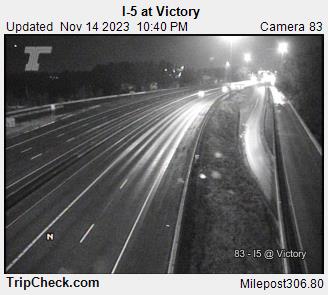 I-5 at Victory
Updated Nov 14 2023 10:40 PM Camera 83
T
N
83 - I5 @ Victory
TripCheck.com Milepost306.80